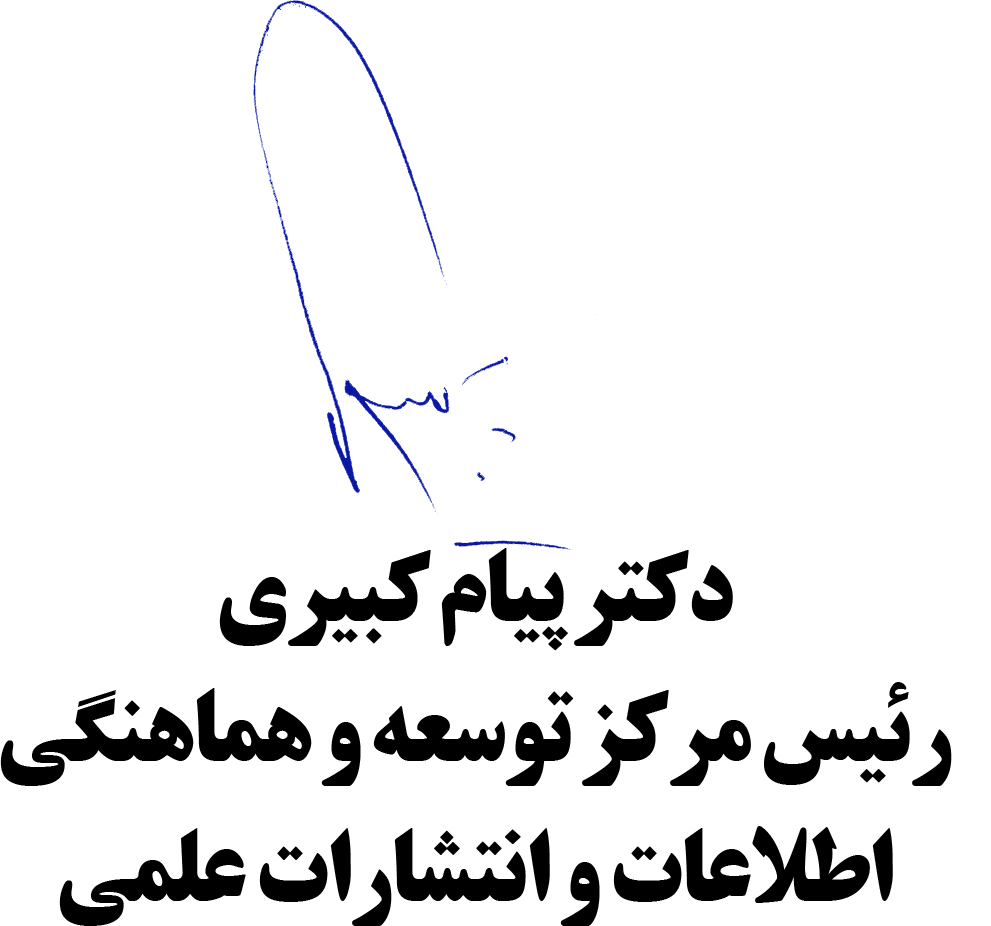 دکتر پیام کبیری
رئیس مرکز توسعه و هماهنگی
اطلاعات و انتشارات علمی